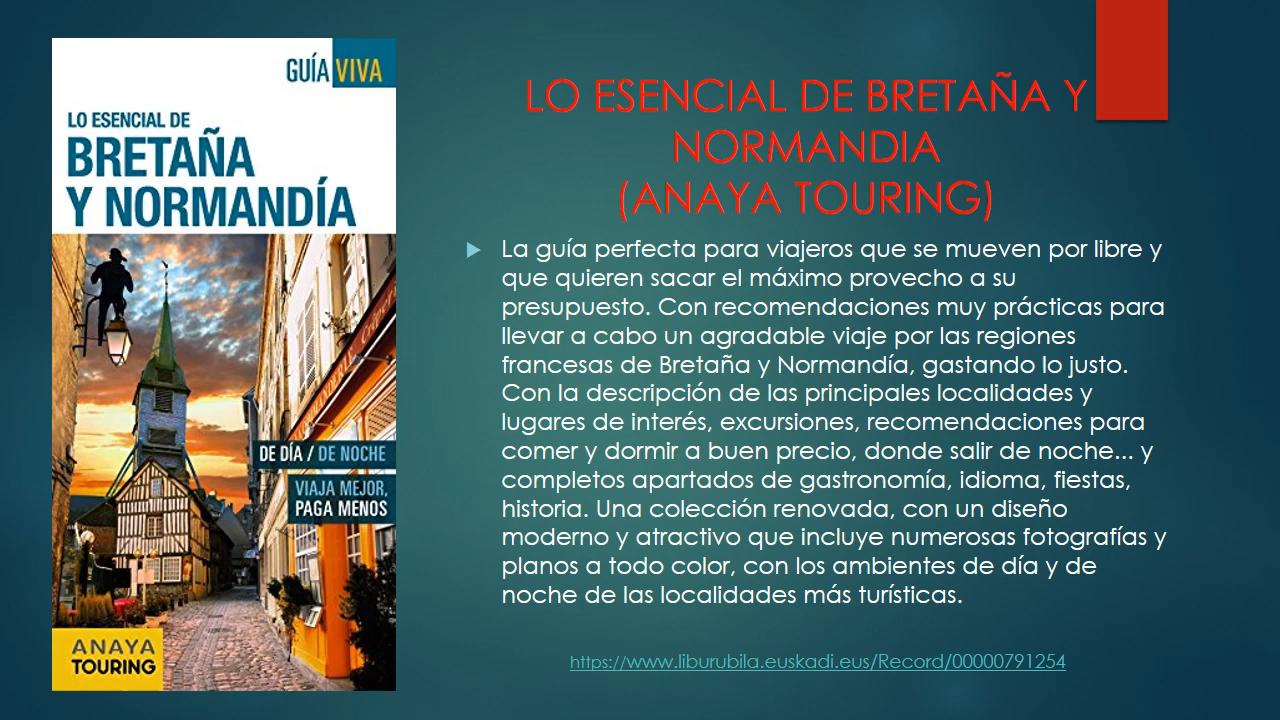 GUÍA VIVA
LO ESENCIAL DE
BRETAÑA
Y NORMANDÍA
DE DÍA / DE NOCHE
VIAJA MEJOR,
PAGA MENOS
ANAYA
TOURING
LO ESENCIAL DE BRETAÑA Y
NORMANDIA
(ANAYA TOURING)
La guía perfecta para viajeros que se mueven por libre y
que quieren sacar el máximo provecho a su
presupuesto. Con recomendaciones muy prácticas para
llevar a cabo un agradable viaje por las regiones
francesas de Bretaña y Normandía, gastando lo justo.
Con la descripción de las principales localidades y
lugares de interés, excursiones, recomendaciones para
comer y dormir a buen precio, donde salir de noche... y
completos apartados de gastronomía, idioma, fiestas,
historia. Una colección renovada, con un diseño
moderno y atractivo que incluye numerosas fotografías y
planos a todo color, con los ambientes de día y de
noche de las localidades más turísticas.
https://www.liburubila.euskadi.eus/Record/00000791254